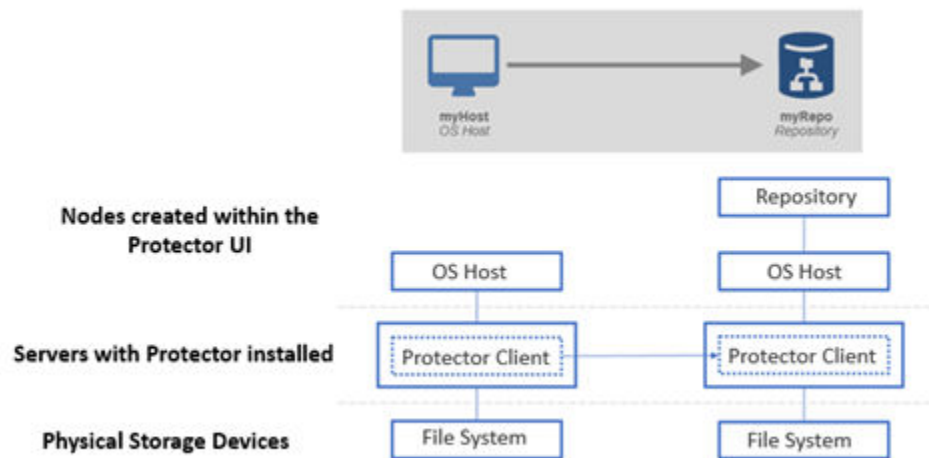 myHost
OS Host
myRepo
Repository
Nodes created within the
Protector UI
Repository
OS Host
OS Host
Servers with Protector installed
Protector Client
Protector Client
Physical Storage Devices
File System
File System